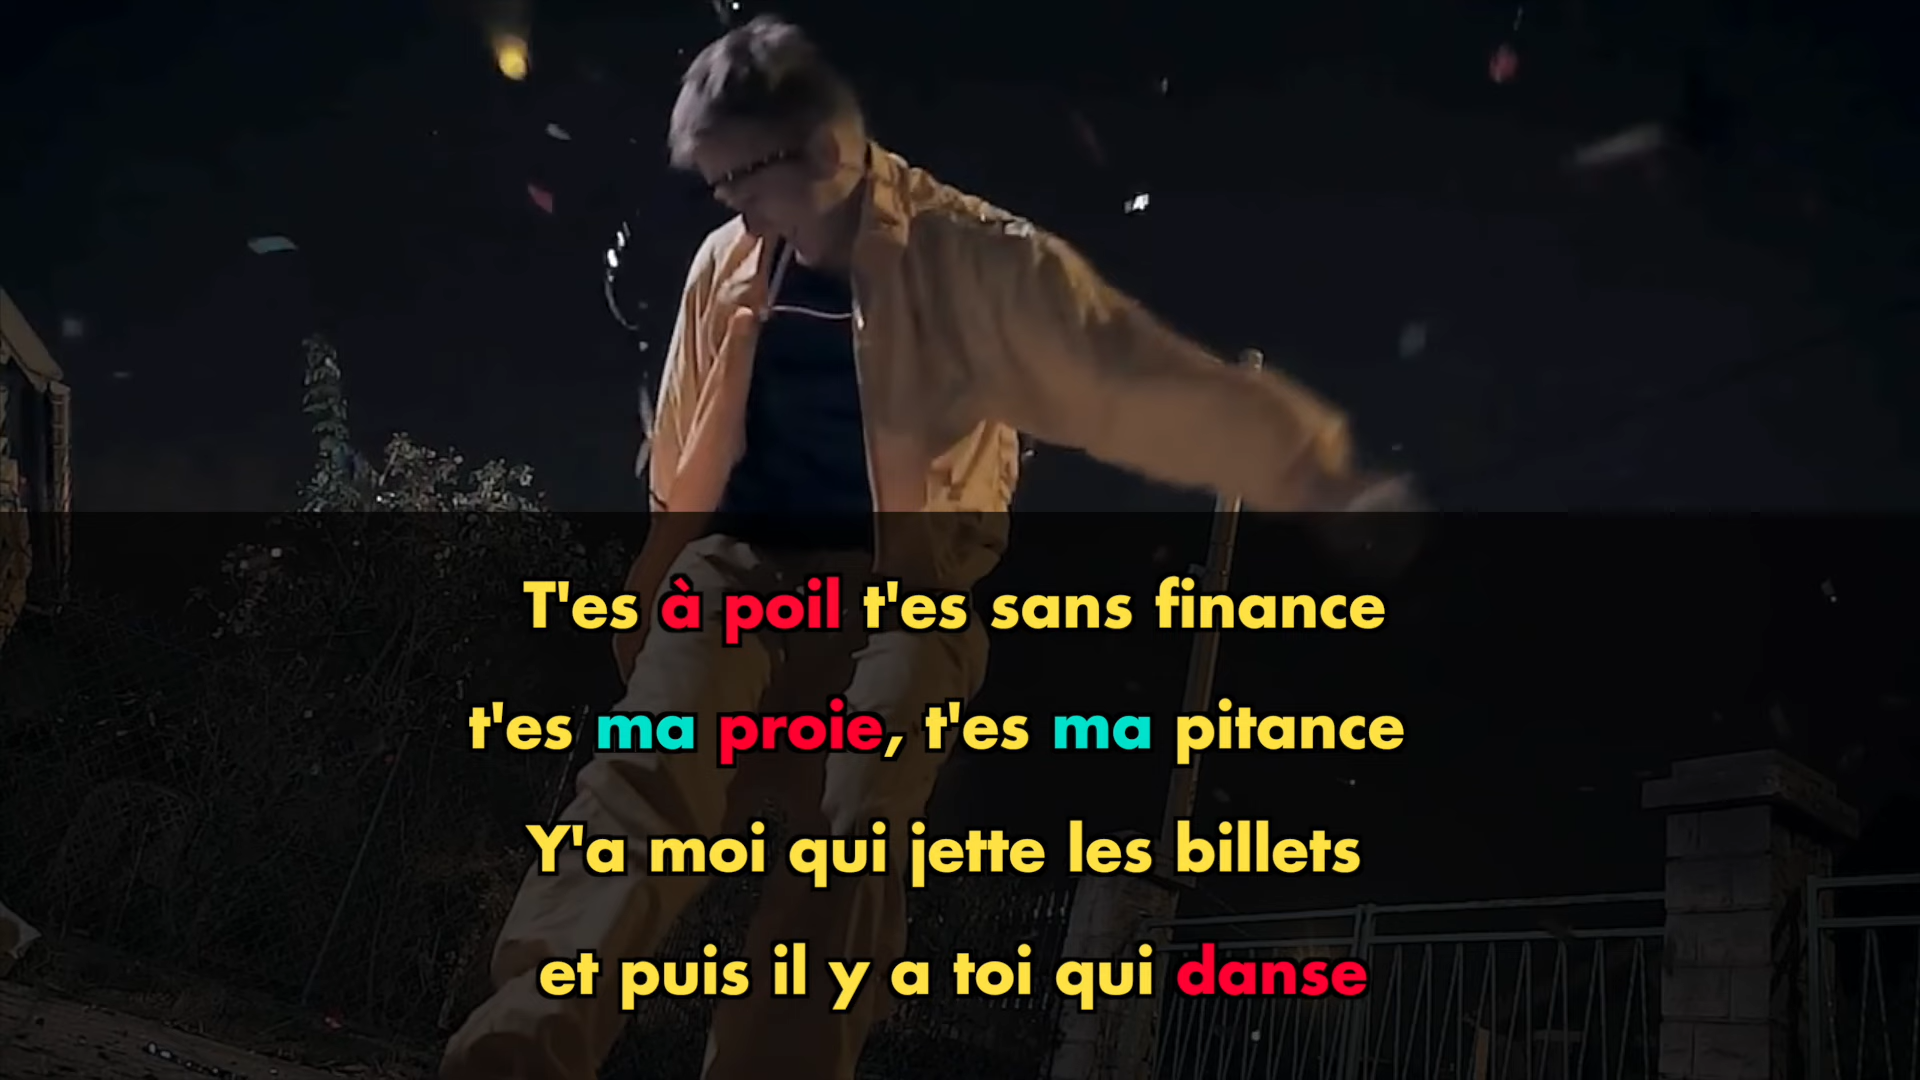 T'es à poil t'es sans finance
t'es ma proie, t'es ma pitance
Y'a moi qui jette les billets
et puis il y a toi qui danse